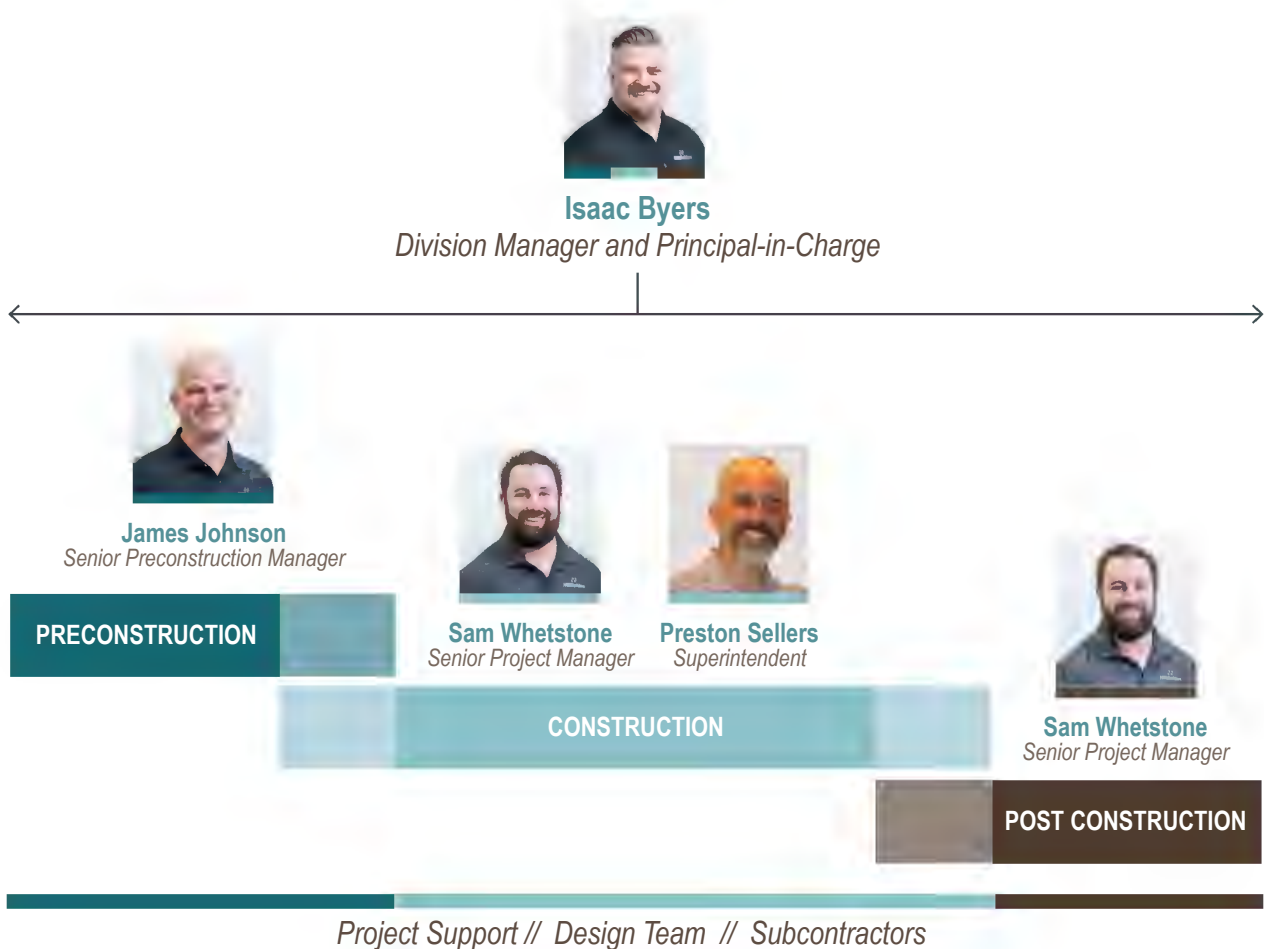 Isaac Byers
Division Manager and Principal-in-Charge
James Johnson
Senior Preconstruction Manager
PRECONSTRUCTION
Sam Whetstone
Senior Project Manager
Preston Sellers
Superintendent
CONSTRUCTION
Sam Whetstone
Senior Project Manager
POST CONSTRUCTION
Project Support // Design Team // Subcontractors